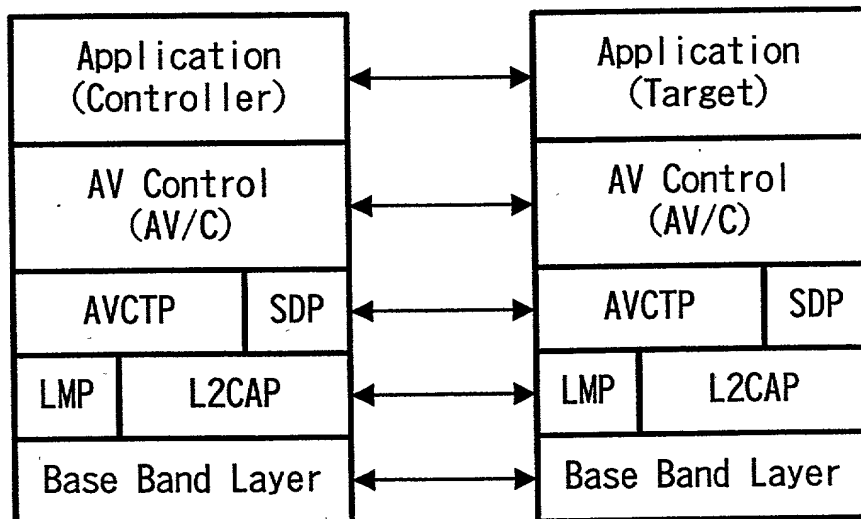 Application
(Controller)
AV Control
(AV/C)
AVCTP
SDP
LMP
L2CAP
Base Band Layer
Application
(Target)
AV Control
(AV/C)
AVCTP
SDP
LMP
L2CAP
Base Band Layer